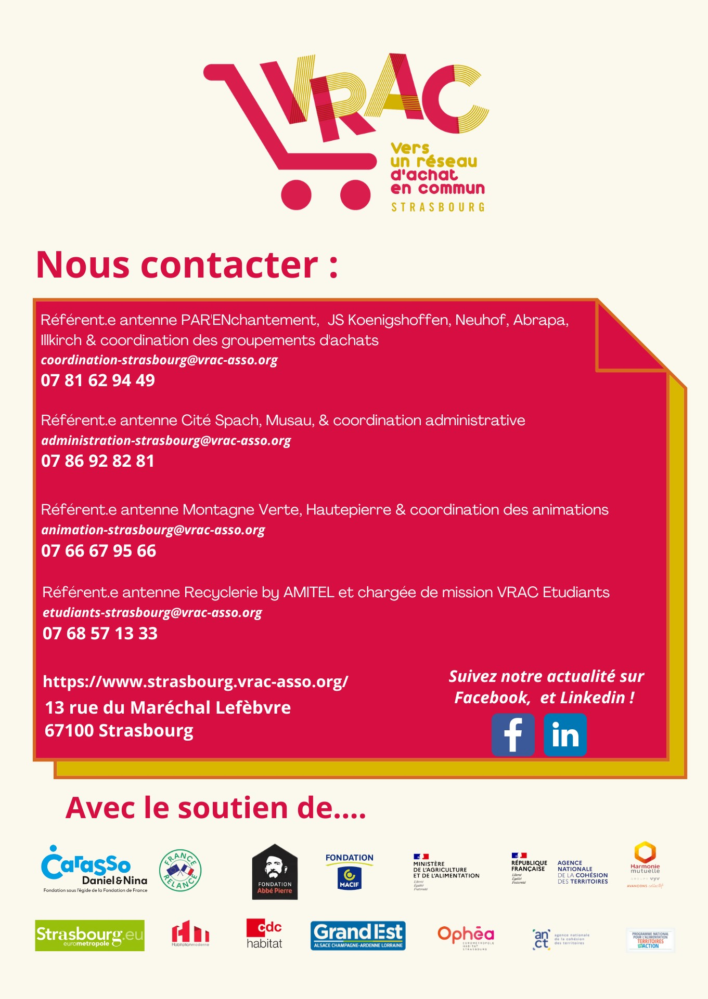 VRAC
Vers
un réseau
d'achat
en commun
STRASBOURG
Nous contacter :
Référent.e antenne PAR'ENchantement,  JS Koenigshoffen, Neuhof, Abrapa,
Illkirch & coordination des groupements d'achats
coordination-strasbourg@vrac-asso.org
07 81 62 94 49
Référent.e antenne Cité Spach, Musau, & coordination administrative
administration-strasbourg@vrac-asso.org
07 86 92 82 81
Référent.e antenne Montagne Verte, Hautepierre & coordination des animations
animation-strasbourg@vrac-asso.org
07 66 67 95 66
Référent.e antenne Recyclerie by AMITEL et chargée de mission VRAC Etudiants
etudiants-strasbourg@vrac-asso.org
07 68 57 13 33
https://www.strasbourg.vrac-asso.org/
13 rue du Maréchal Lefèbvre
67100 Strasbourg
Suivez notre actualité sur
Facebook,  et Linkedin !
f
in
Avec le soutien de....
Carasso
Daniel&Nina
Fondation sous l'égide de la Fondation de France
FRANCE
RELANCE
FONDATION
Abbé Pierre
FONDATION
MACIF
MINISTÈRE
DE L'AGRICULTURE
ET DE L'ALIMENTATION
Liberté
Égalité
Fraternité
RÉPUBLIQUE
FRANÇAISE
Liberté
Égalité
Fraternité
AGENCE
NATIONALE
DE LA COHÉSION
DES TERRITOIRES
Harmonie
mutuelle
GROUPE vyv
AVANÇONS collectif
Strasbourg.eu
eurometropole
Habitationmoderne
cdc
habitat
GrandEst
ALSACE CHAMPAGNE-ARDENNE LORRAINE
Ophéa
EUROMÉTROPOLE
HABITAT
STRASBOURG
anct
agence nationale
de la cohésion
des territoires
PROGRAMME NATIONAL
POUR L'ALIMENTATION
TERRITOIRES
EN ACTION